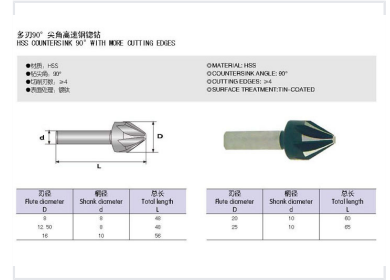 多刃90° 尖角高速钢锪钻
HSS COUNTERSINK 90° WITH MORE CUTTING EDGES
●材质：HSS
●钻尖角：90°
●切削刃数：≥4
●表面处理：镀钛
◎MATERIAL: HSS
◎COUNTERSINK ANGLE: 90°
◎CUTTING EDGES: ≥4
◎SURFACE TREATMENT:TIN-COATED
d
D
L
刃径 柄径 总长
Flute diameter Shank diameter Total length
D d L
8 8 48
12.50 8 48
16 10 56
刃径 柄径 总长
Flute diameter Shank diameter Total length
D d L
20 10 60
25 10 65